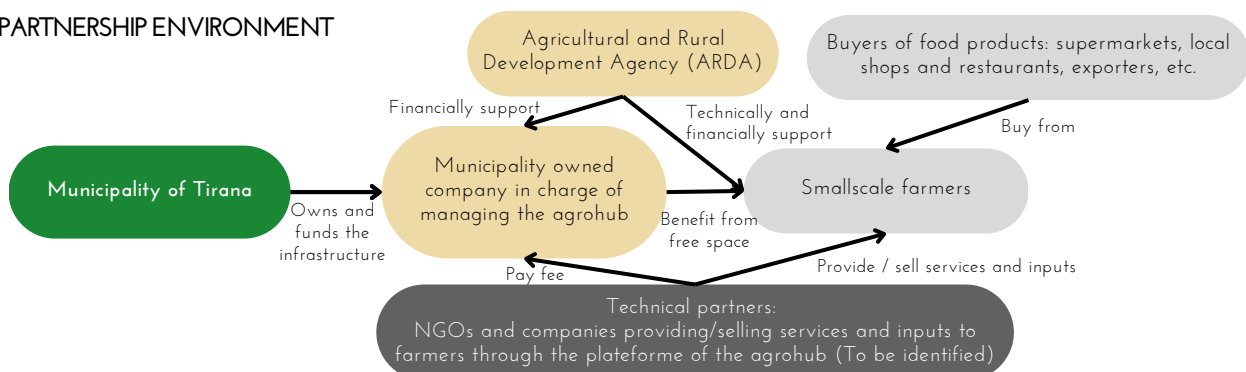 PARTNERSHIP ENVIRONMENT
Agricultural and Rural
Development Agency (ARDA)
Buyers of food products: supermarkets, local
shops and restaurants, exporters, etc.
Financially support
Technically and
financially support
Buy from
Municipality of Tirana
Owns and
funds the
infrastructure
Municipality owned
company in charge of
managing the agrohub
Benefit from
free space
Smallscale farmers
Pay fee
Provide / sell services and inputs
Technical partners:
NGOs and companies providing/selling services and inputs to
farmers through the plateforme of the agrohub (To be identified)